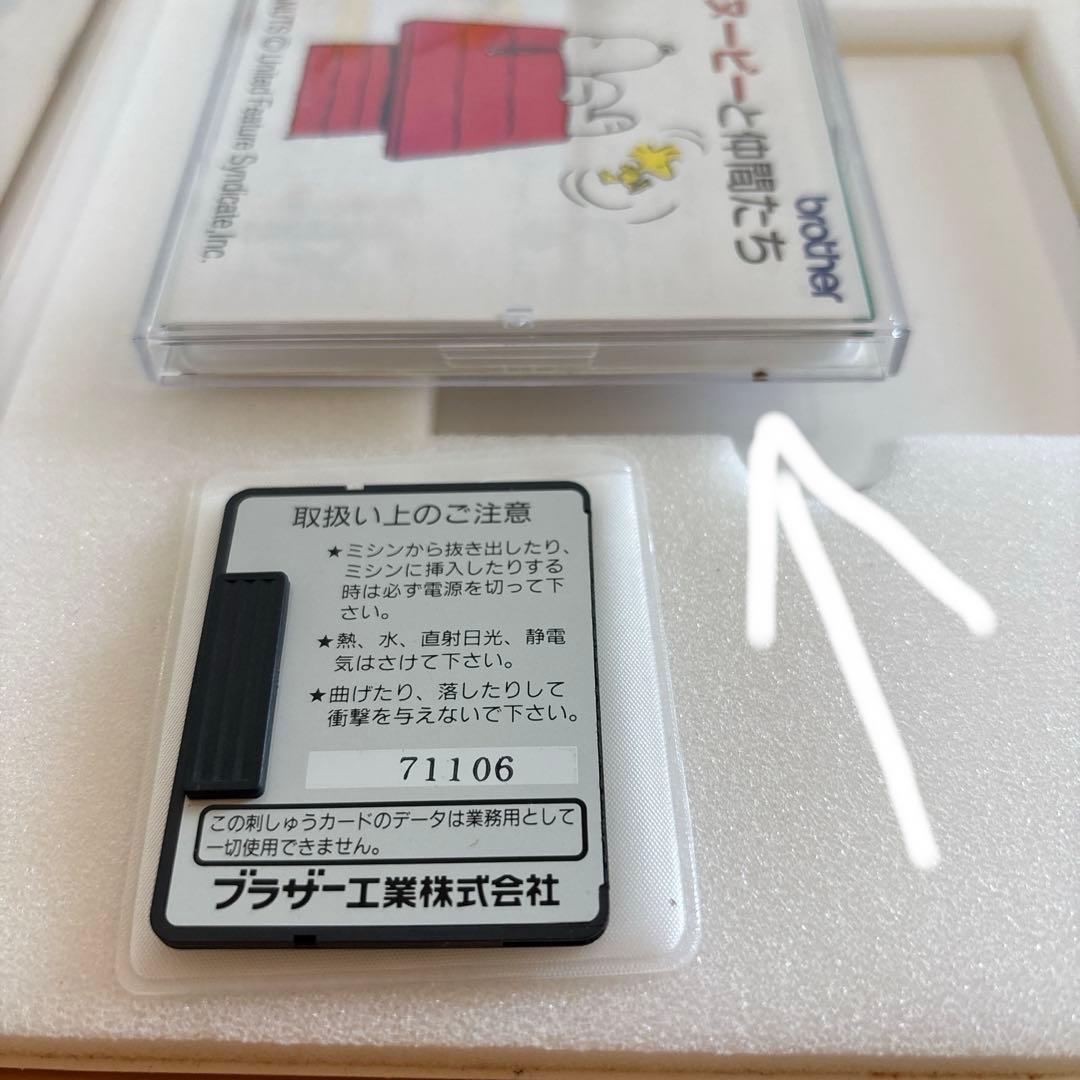 ヌーピーと仲間たち
brother
NUTS © United Feature Syndicate, Inc.
取扱い上のご注意
★ミシンから抜き出したり、
ミシンに挿入したりする
時は必ず電源を切って下
さい。
★熱、水、直射日光、静電
気はさけて下さい。
★曲げたり、落したりして
衝撃を与えないで下さい。
71106
この刺しゅうカードのデータは業務用として
一切使用できません。
ブラザー工業株式会社